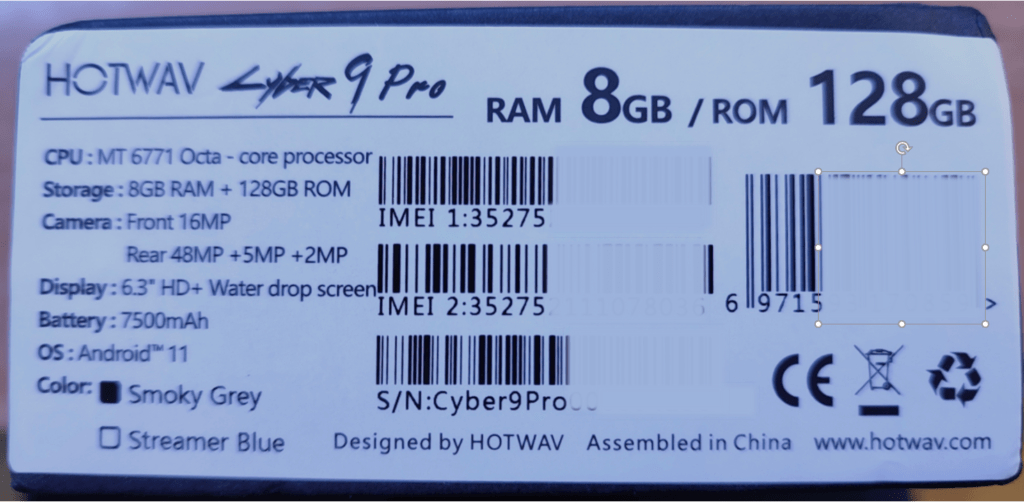 HOTWAV Cyber 9 Pro
RAM 8GB / ROM 128GB
CPU : MT 6771 Octa - core processor
Storage : 8GB RAM + 128GB ROM
Camera : Front 16MP
Rear 48MP +5MP +2MP
Display : 6.3" HD+ Water drop screen
Battery : 7500mAh
OS : Android™ 11
Color: Smoky Grey
Streamer Blue
IMEI 1:35275
IMEI 2:35275
S/N:Cyber9Pro
6 9715 >
CE
Designed by HOTWAV Assembled in China www.hotwav.com